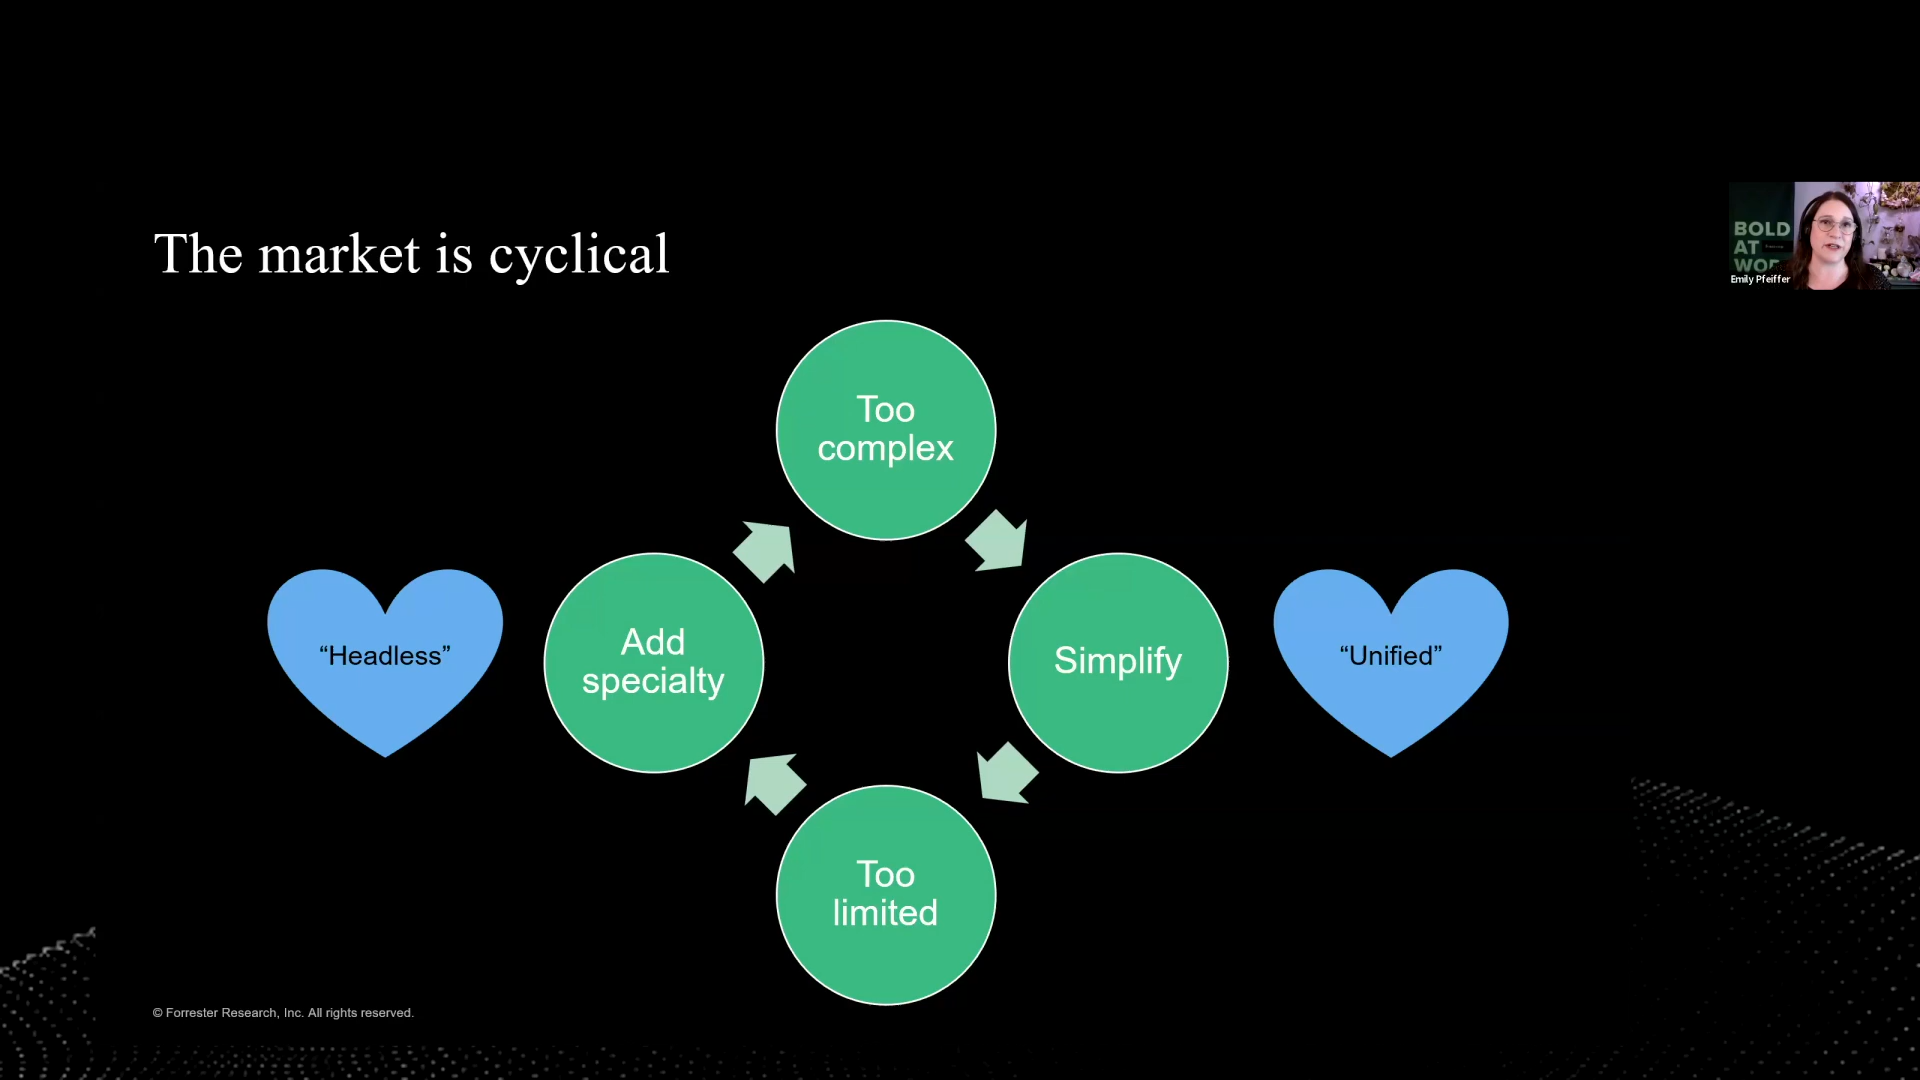 The market is cyclical
BOLD
AT
WOR
Emily Pfeiffer
Too
complex
“Headless”
Add
specialty
Simplify
“Unified”
Too
limited
© Forrester Research, Inc. All rights reserved.